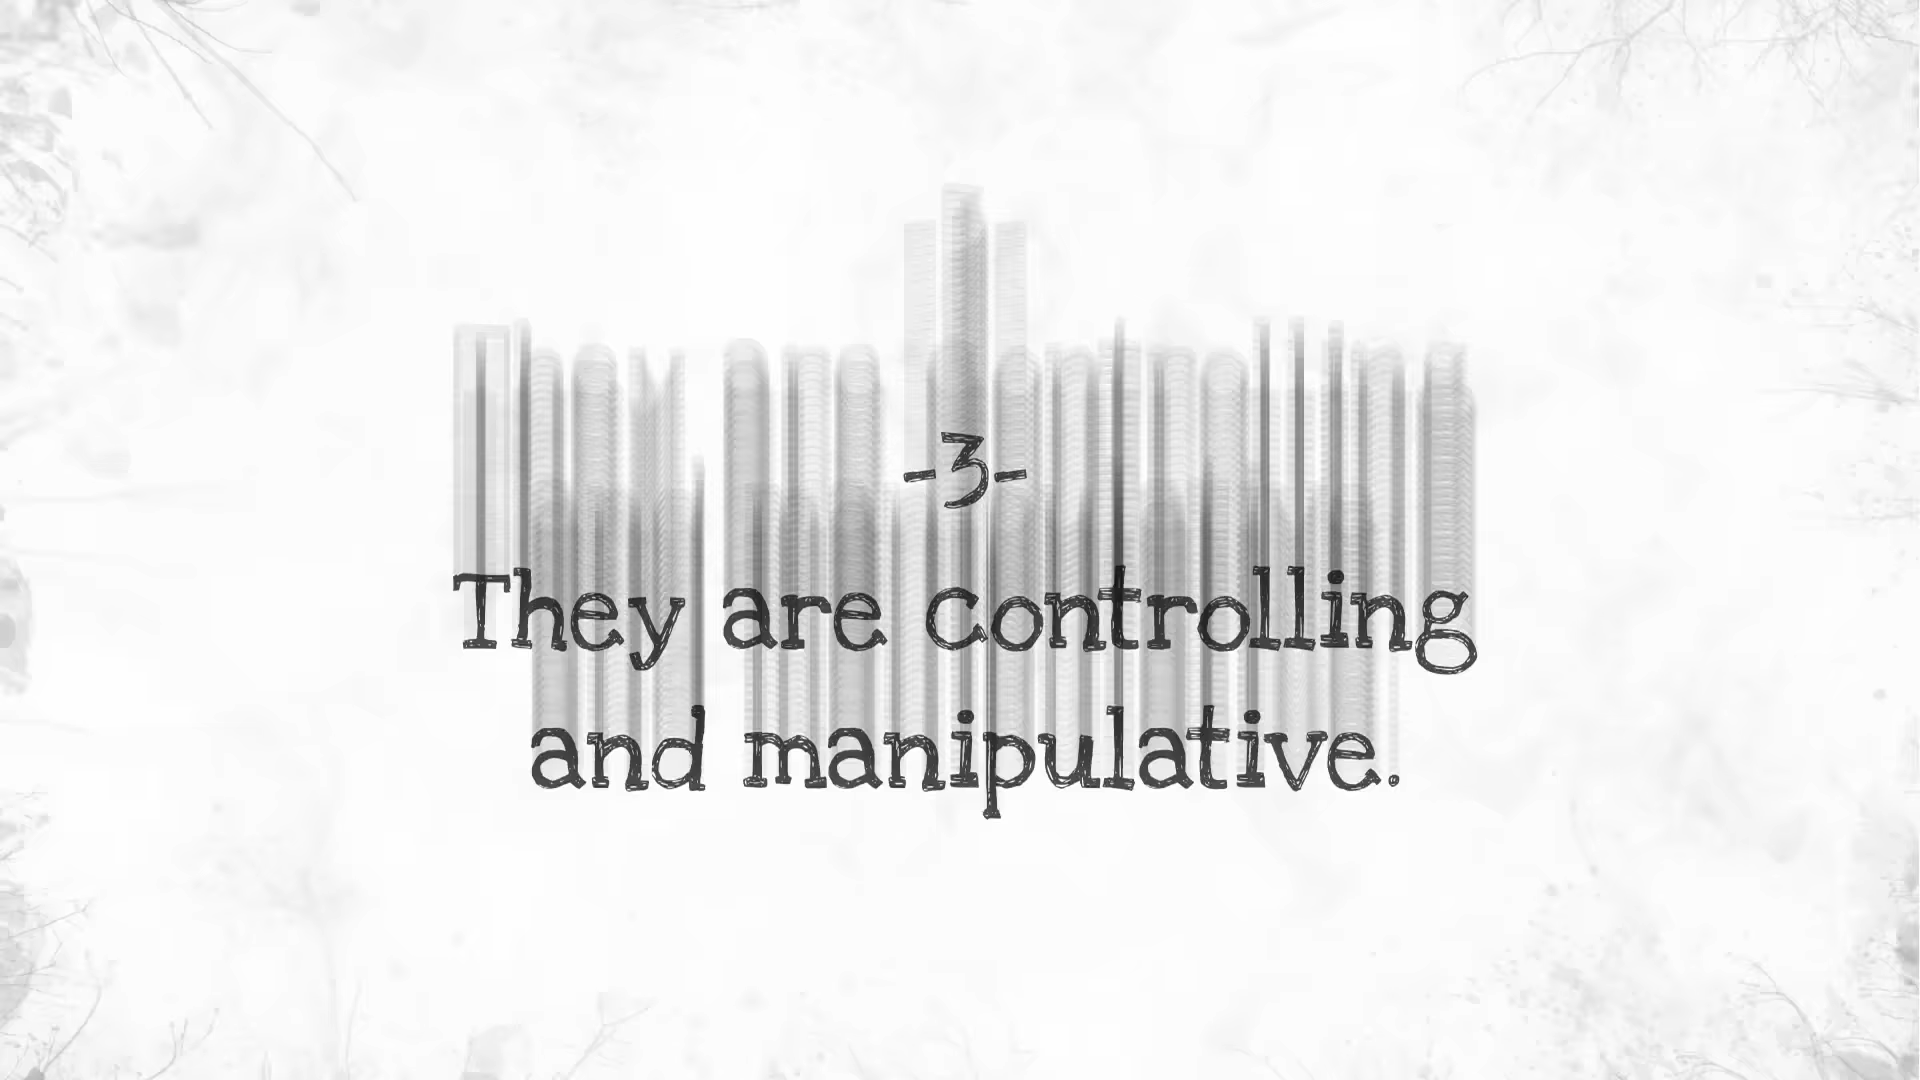 -3-
They are controlling
and manipulative.